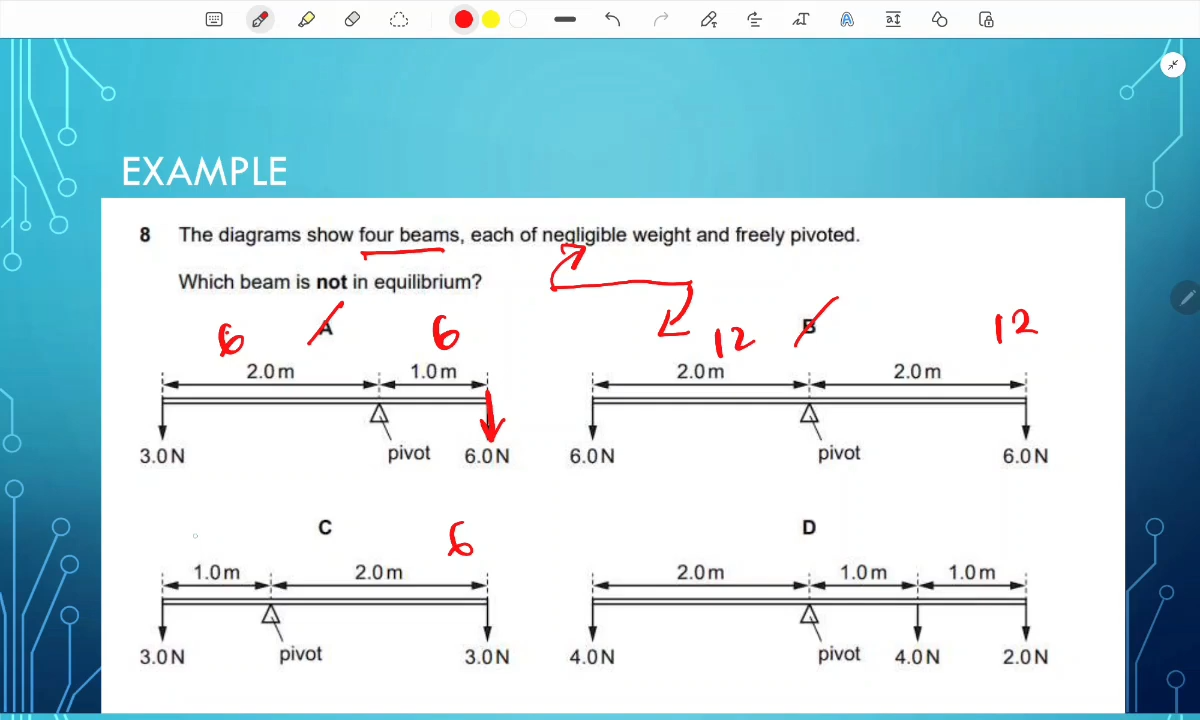 EXAMPLE
8 The diagrams show four beams, each of negligible weight and freely pivoted.
Which beam is not in equilibrium?
6 A 6
2.0 m 1.0 m
3.0 N pivot 6.0 N
12 B 12
2.0 m 2.0 m
6.0 N pivot 6.0 N
C 6
1.0 m 2.0 m
3.0 N pivot 3.0 N
D
2.0 m 1.0 m 1.0 m
4.0 N pivot 4.0 N 2.0 N